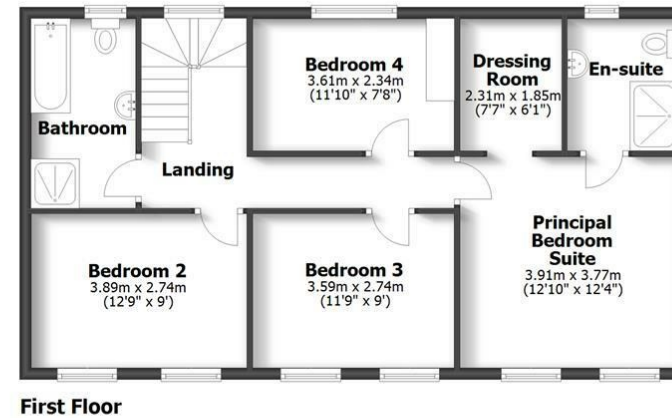 Bedroom 4
3.61m x 2.34m
(11'10" x 7'8")
Dressing
Room
2.31m x 1.85m
(7'7" x 6'1")
En-suite
Bathroom
Landing
Principal
Bedroom
Suite
3.91m x 3.77m
(12'10" x 12'4")
Bedroom 2
3.89m x 2.74m
(12'9" x 9')
Bedroom 3
3.59m x 2.74m
(11'9" x 9')
First Floor